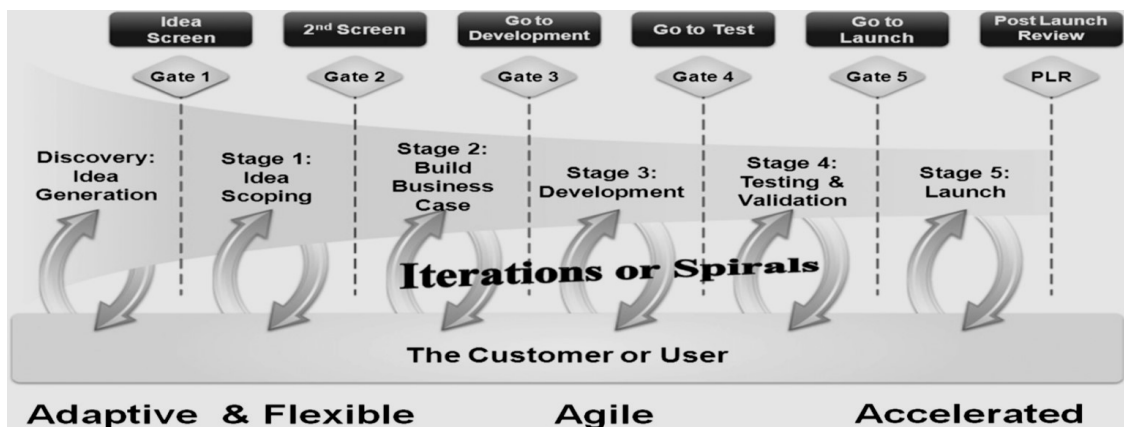 Idea
Screen
2nd Screen
Go to
Development
Go to Test
Go to
Launch
Post Launch
Review
Gate 1
Gate 2
Gate 3
Gate 4
Gate 5
PLR
Discovery:
Idea
Generation
Stage 1:
Idea
Scoping
Stage 2:
Build
Business
Case
Stage 3:
Development
Stage 4:
Testing &
Validation
Stage 5:
Launch
Iterations or Spirals
The Customer or User
Adaptive & Flexible
Agile
Accelerated